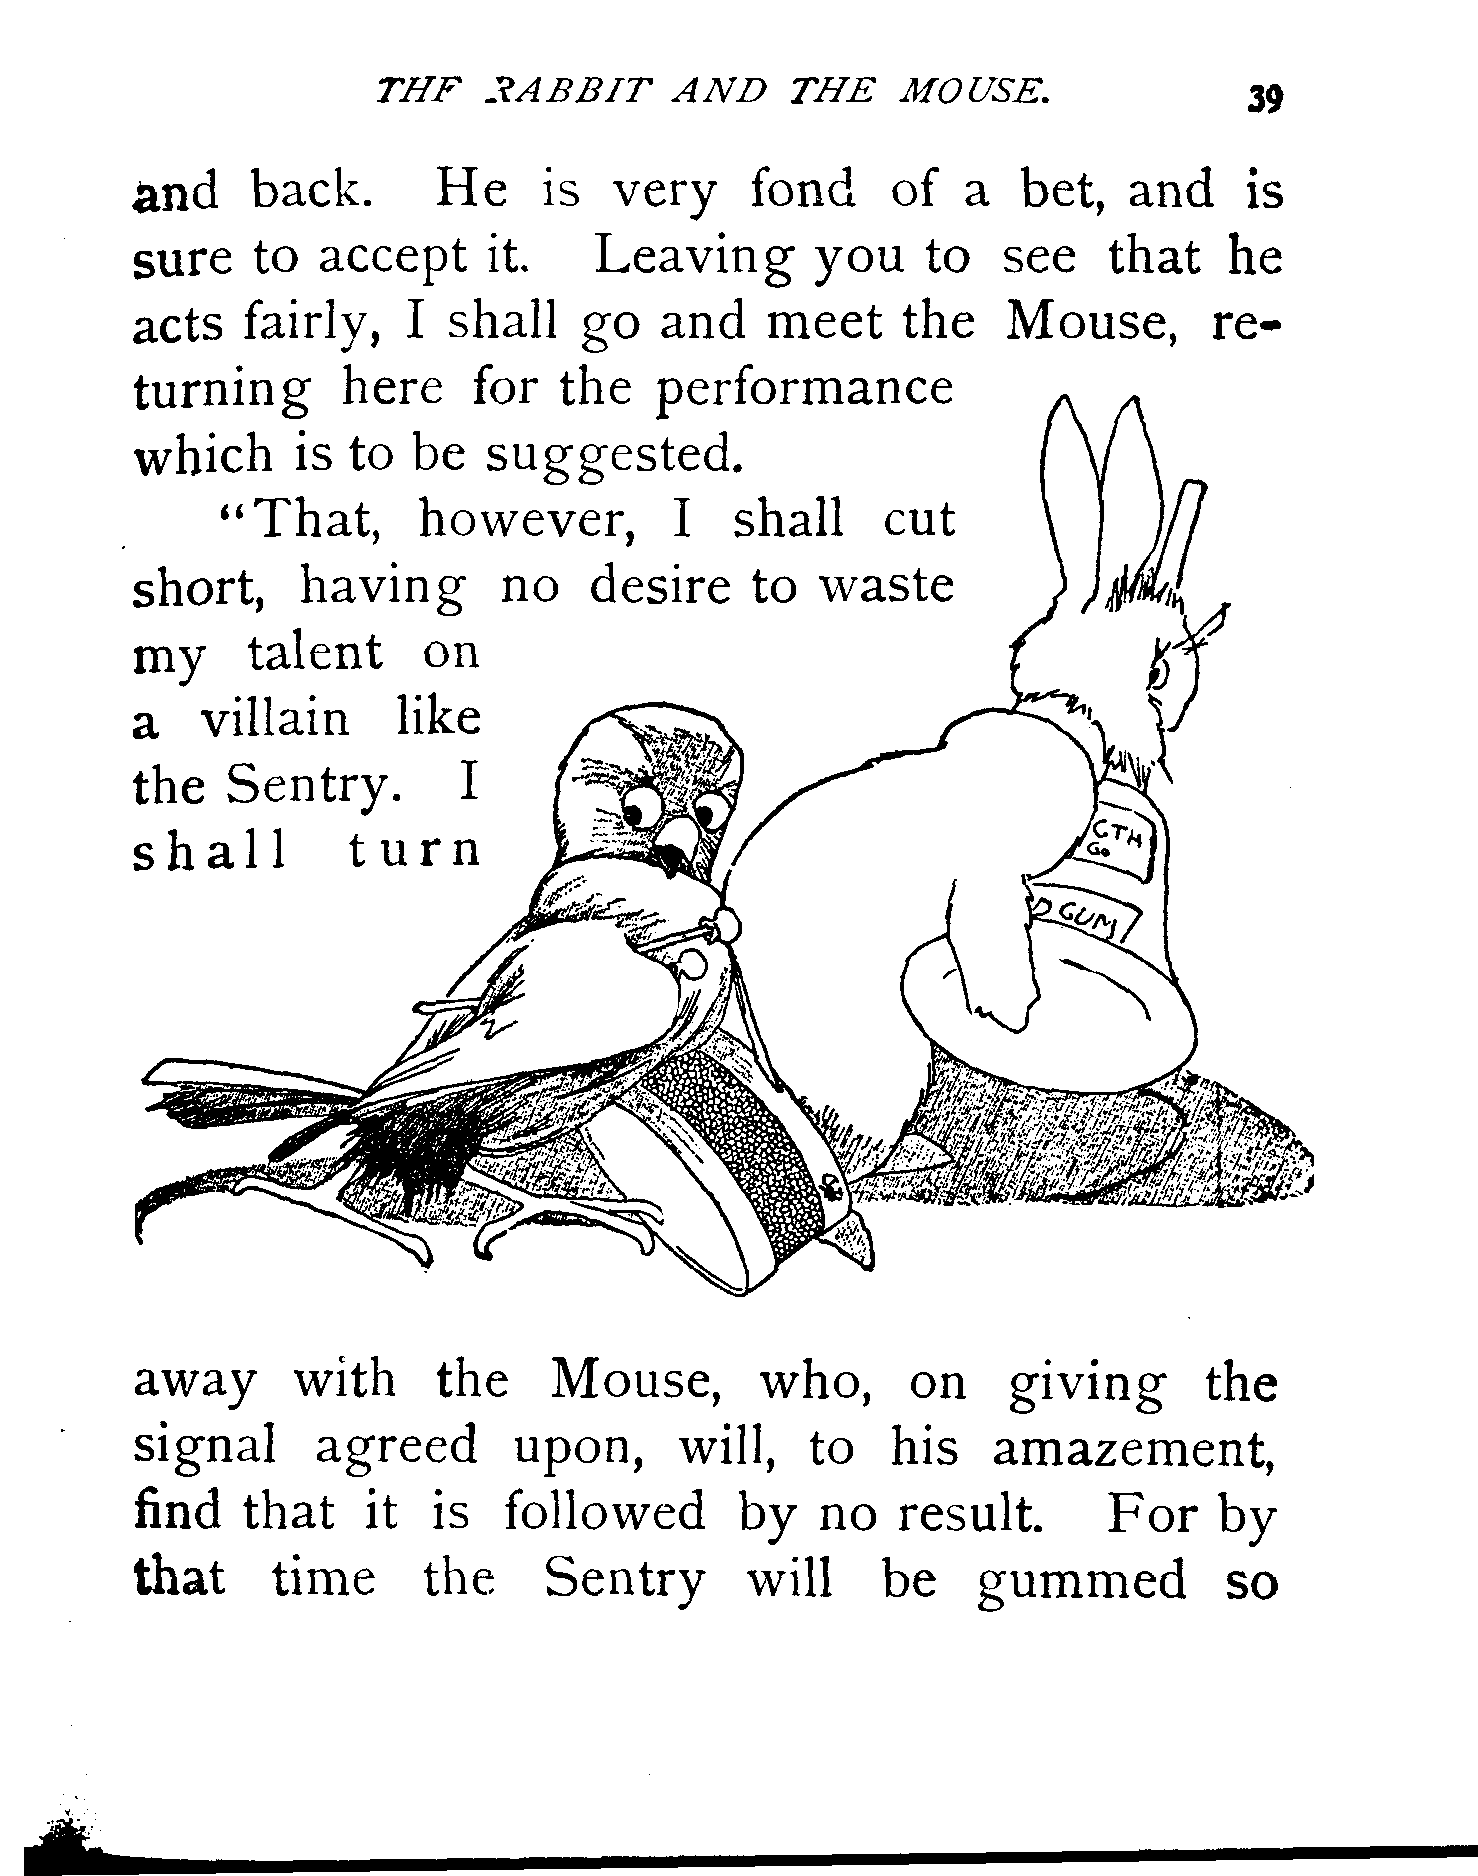 THE RABBIT AND THE MOUSE. 39
and back. He is very fond of a bet, and is
sure to accept it. Leaving you to see that he
acts fairly, I shall go and meet the Mouse, re-
turning here for the performance
which is to be suggested.
"That, however, I shall cut
short, having no desire to waste
my talent on
a villain like
the Sentry. I
shall turn
GTH
Go
D GUM
away with the Mouse, who, on giving the
signal agreed upon, will, to his amazement,
find that it is followed by no result. For by
that time the Sentry will be gummed so